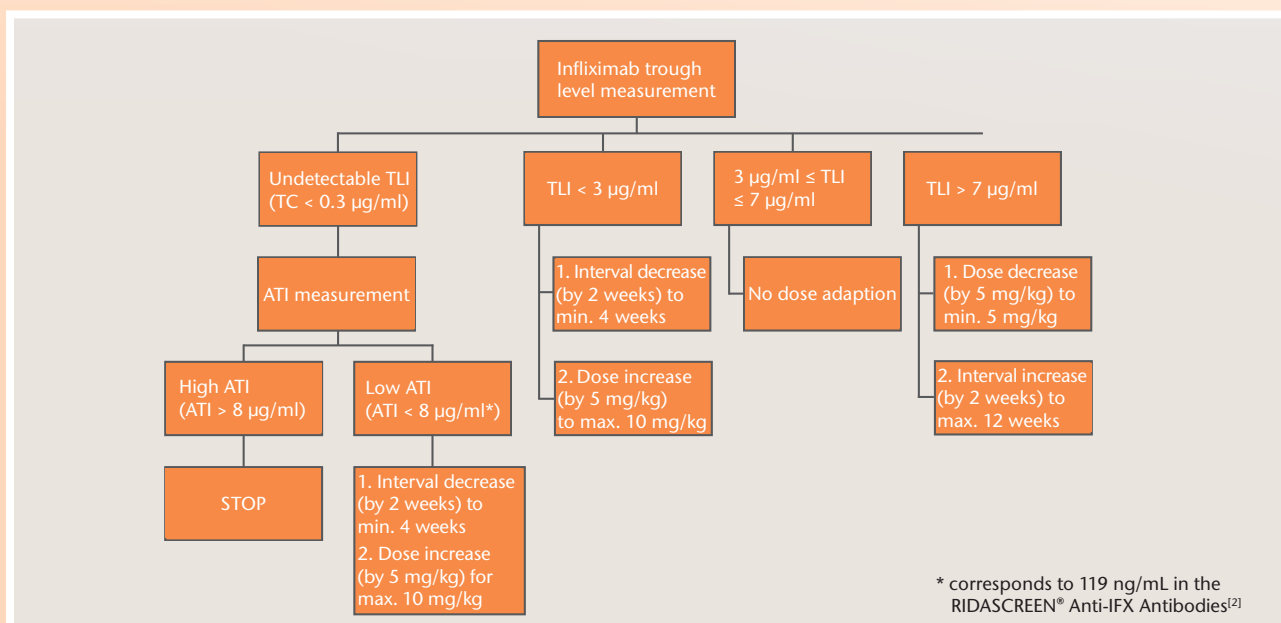 Infliximab trough
level measurement
Undetectable TLI
(TC < 0.3 µg/ml)
TLI < 3 µg/ml
3 µg/ml ≤ TLI
≤ 7 µg/ml
TLI > 7 µg/ml
ATI measurement
1. Interval decrease
(by 2 weeks) to
min. 4 weeks
No dose adaption
1. Dose decrease
(by 5 mg/kg) to
min. 5 mg/kg
High ATI
(ATI > 8 µg/ml)
Low ATI
(ATI < 8 µg/ml*)
2. Dose increase
(by 5 mg/kg)
to max. 10 mg/kg
2. Interval increase
(by 2 weeks) to
max. 12 weeks
STOP
1. Interval decrease
(by 2 weeks) to
min. 4 weeks
2. Dose increase
(by 5 mg/kg) for
max. 10 mg/kg
* corresponds to 119 ng/mL in the
RIDASCREEN® Anti-IFX Antibodies[2]